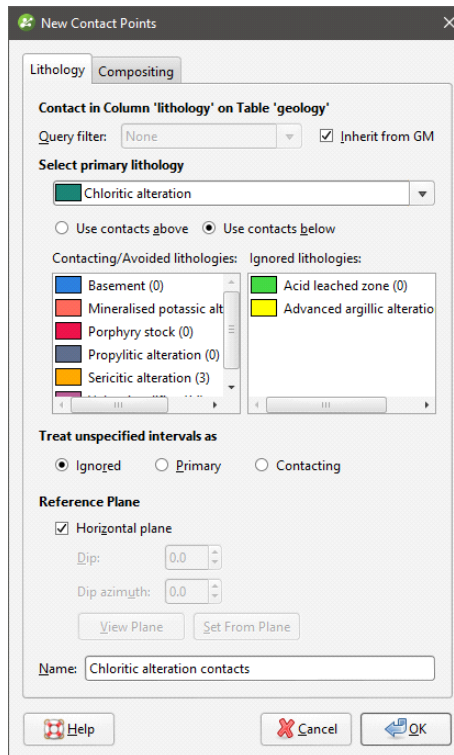 New Contact Points
Lithology Compositing
Contact in Column 'lithology' on Table 'geology'
Query filter: None Inherit from GM
Select primary lithology
Chloritic alteration
Use contacts above Use contacts below
Contacting/Avoided lithologies: Ignored lithologies:
Basement (0) Acid leached zone (0)
Mineralised potassic alt Advanced argillic alteratio
Porphyry stock (0)
Propylitic alteration (0)
Sericitic alteration (3)
Treat unspecified intervals as
Ignored Primary Contacting
Reference Plane
Horizontal plane
Dip: 0.0
Dip azimuth: 0.0
View Plane Set From Plane
Name: Chloritic alteration contacts
Help Cancel OK